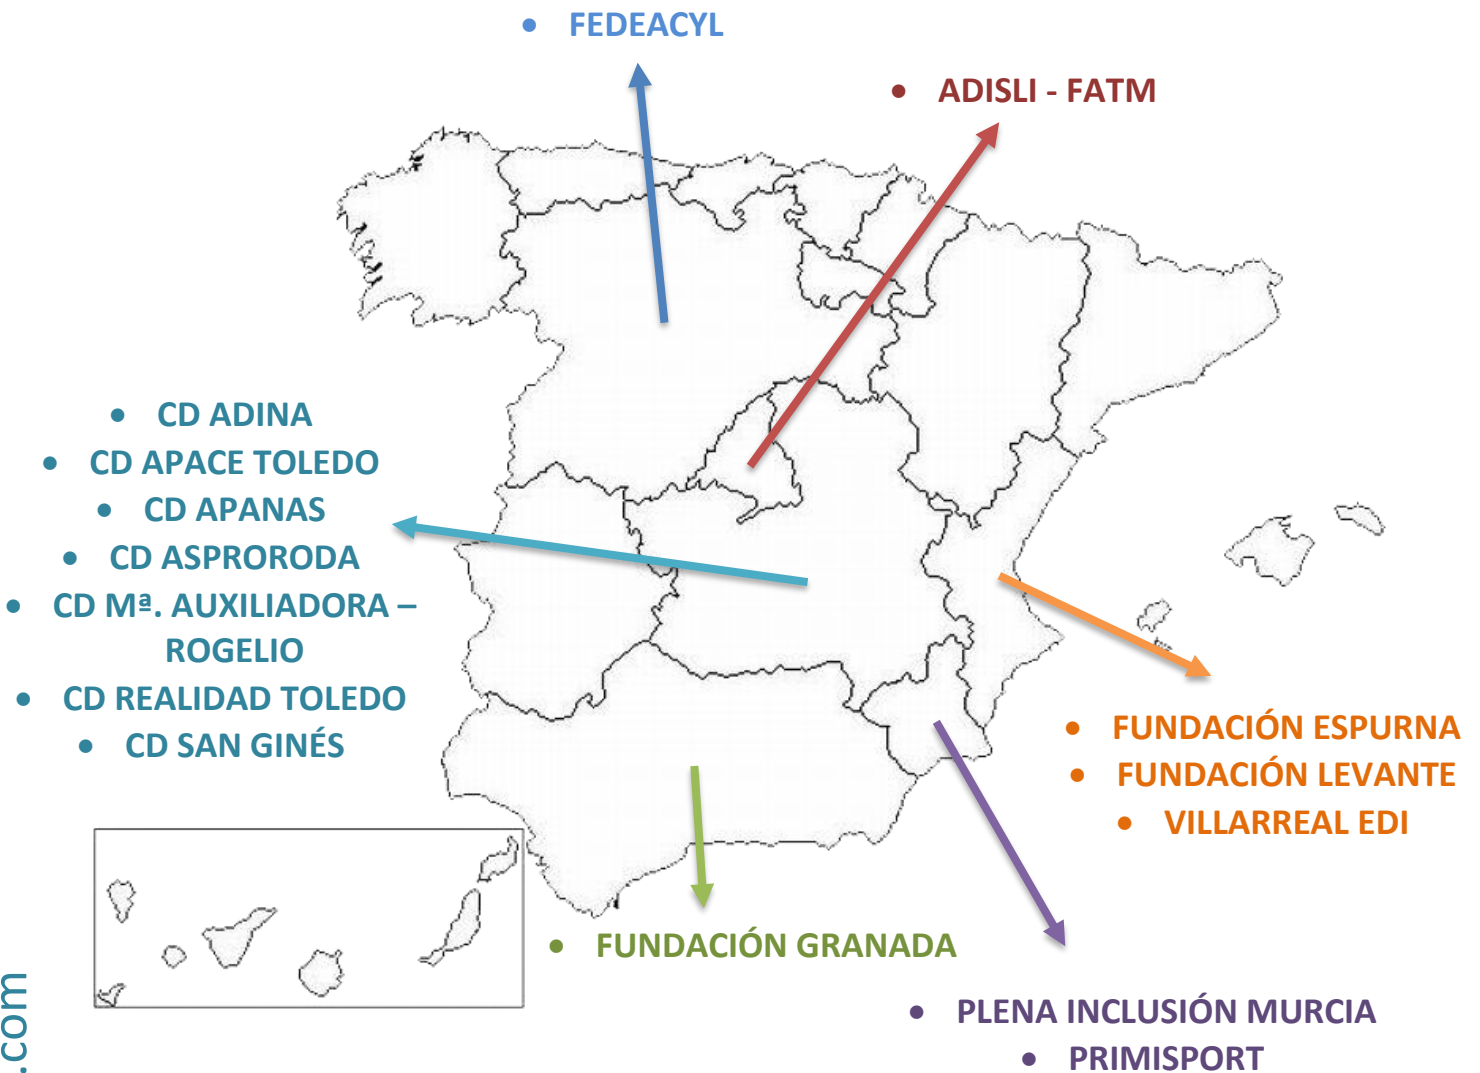 • FEDEACYL
• ADISLI - FATM
• CD ADINA
• CD APACE TOLEDO
• CD APANAS
• CD ASPRORODA
• CD Mª. AUXILIADORA –
ROGELIO
• CD REALIDAD TOLEDO
• CD SAN GINÉS
• FUNDACIÓN ESPURNA
• FUNDACIÓN LEVANTE
• VILLARREAL EDI
• FUNDACIÓN GRANADA
• PLENA INCLUSIÓN MURCIA
• PRIMISPORT
.com